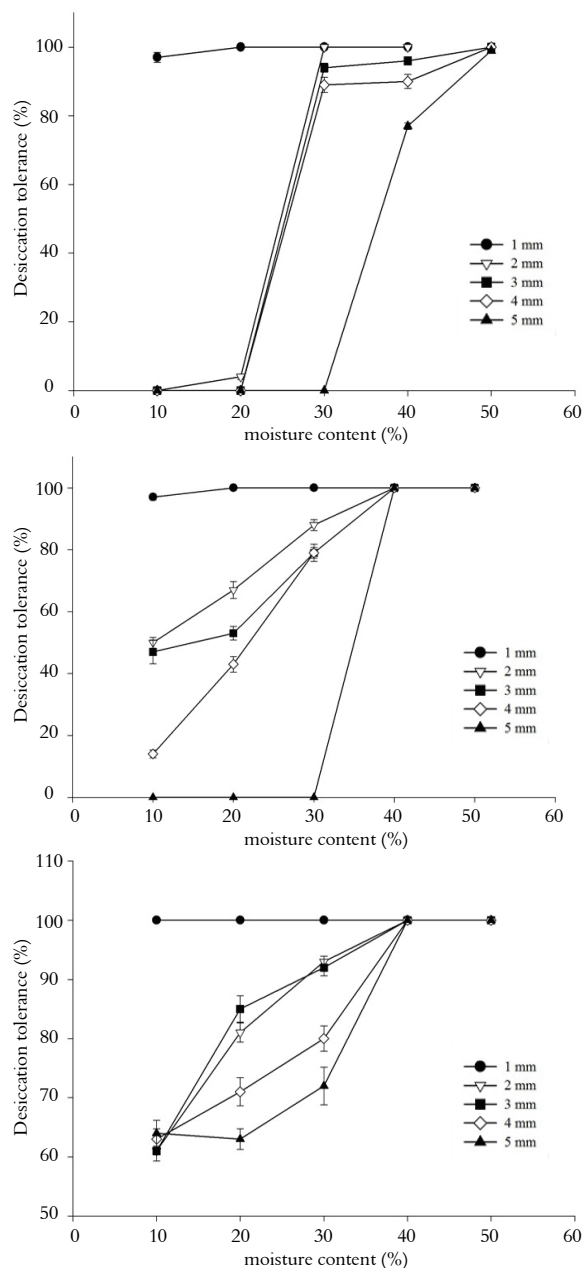 Desiccation tolerance (%)
100
80
60
40
20
0
0 10 20 30 40 50 60
moisture content (%)
1 mm
2 mm
3 mm
4 mm
5 mm
Desiccation tolerance (%)
100
80
60
40
20
0
0 10 20 30 40 50 60
moisture content (%)
1 mm
2 mm
3 mm
4 mm
5 mm
Desiccation tolerance (%)
110
100
90
80
70
60
50
0 10 20 30 40 50 60
moisture content (%)
1 mm
2 mm
3 mm
4 mm
5 mm